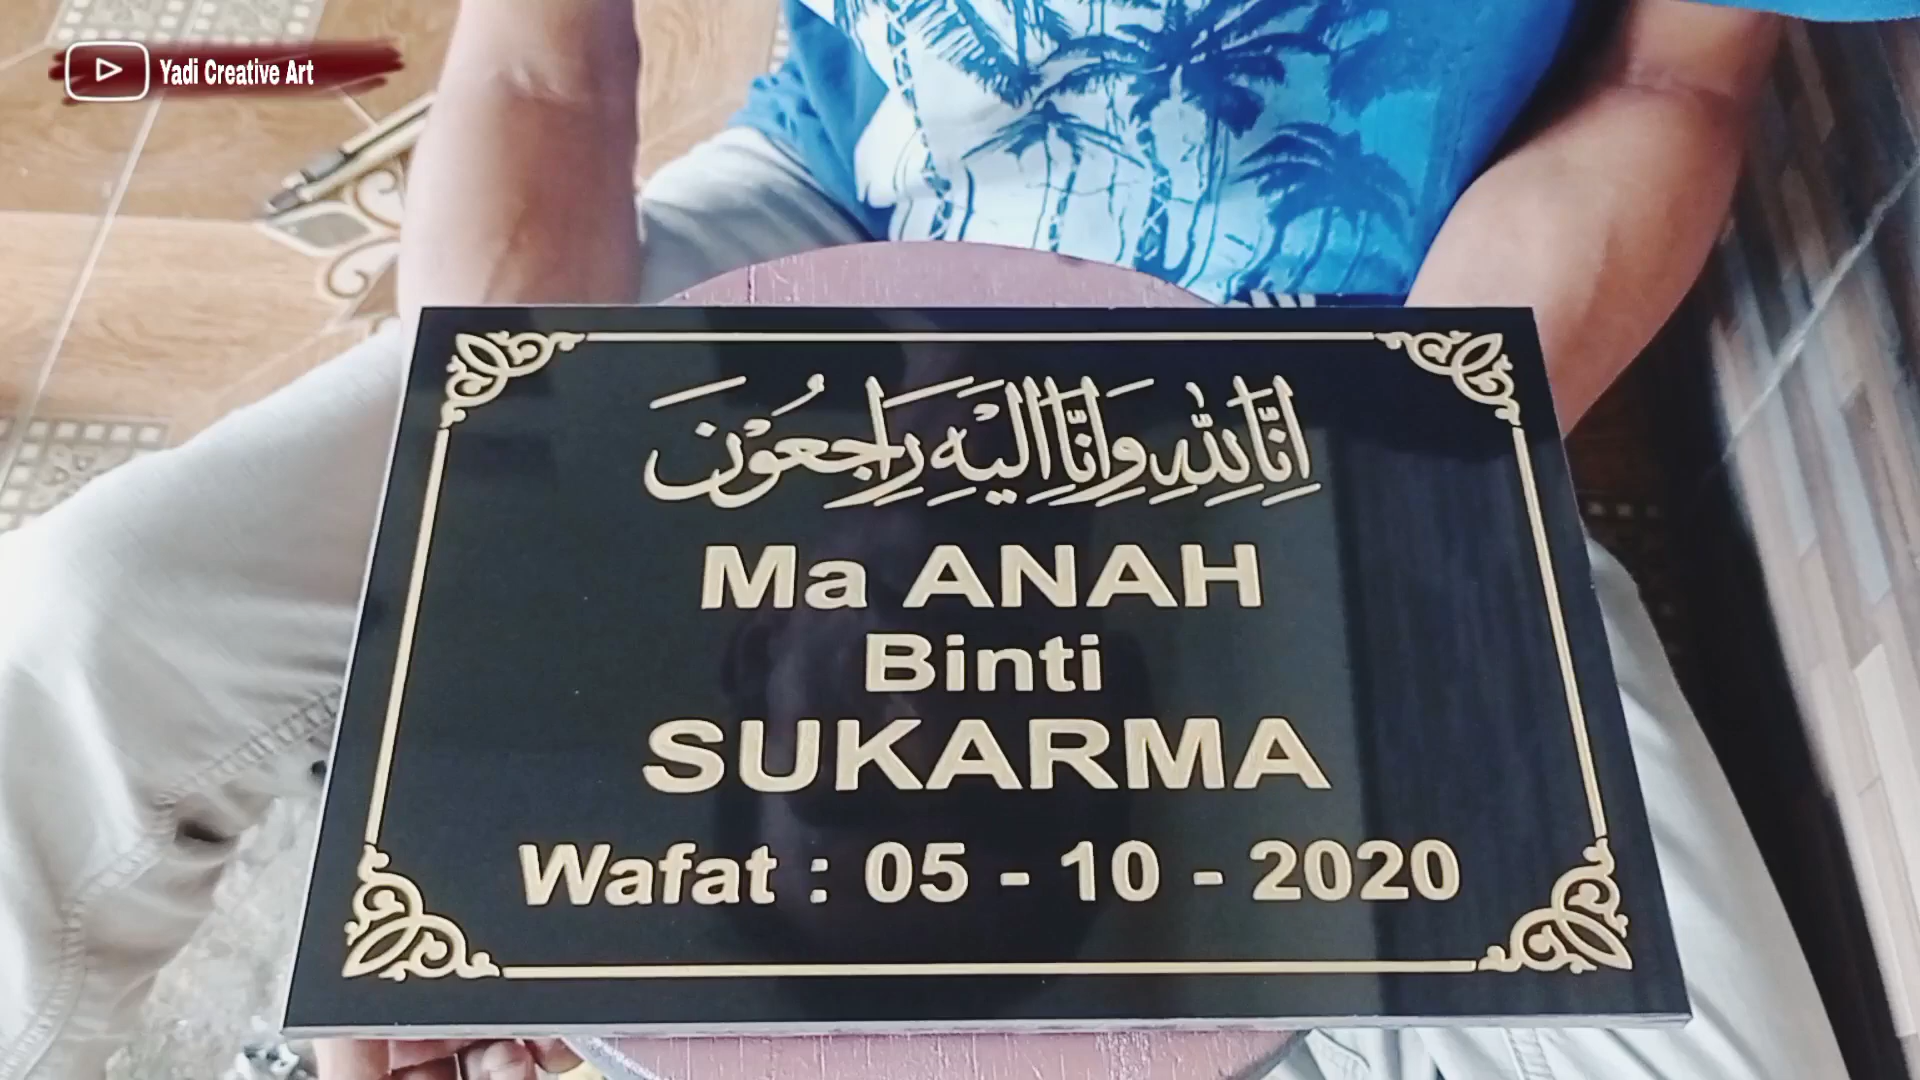 Yadi Creative Art
اِنَّا لِلّٰهِ وَاِنَّا اِلَيْهِ رَاجِعُوْنَ
Ma ANAH
Binti
SUKARMA
Wafat : 05 - 10 - 2020